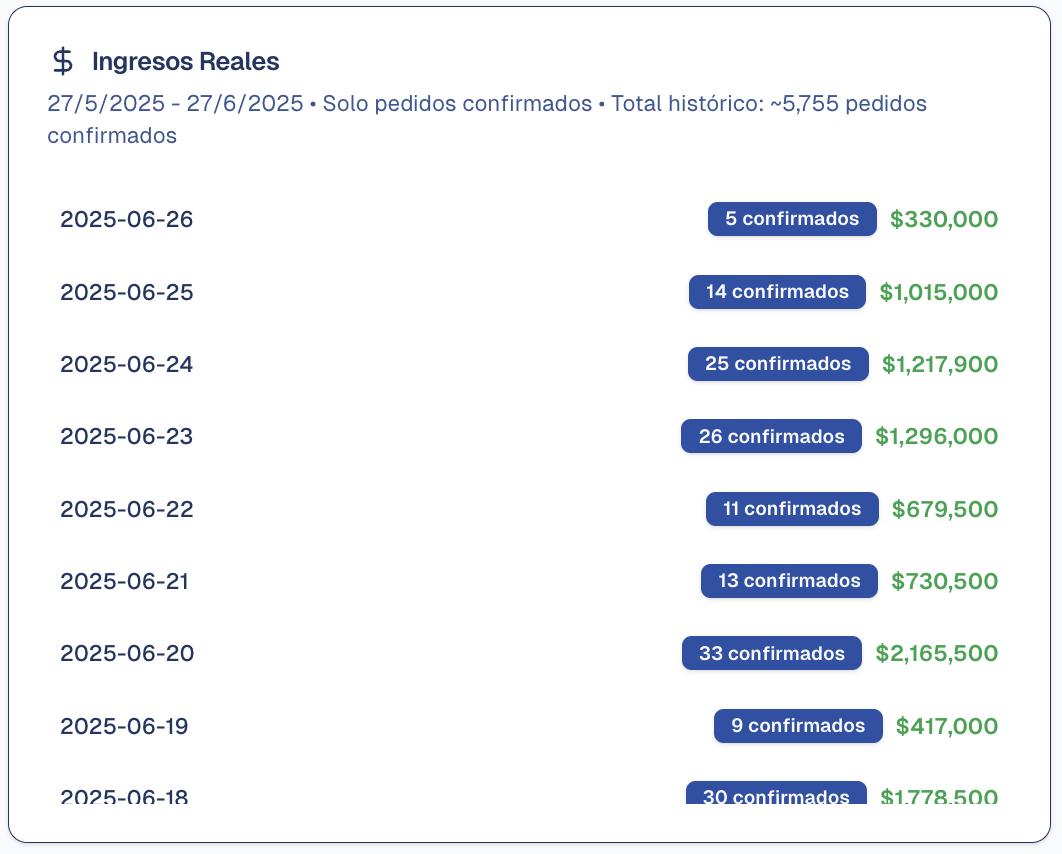 $ Ingresos Reales
27/5/2025 - 27/6/2025 • Solo pedidos confirmados • Total histórico: ~5,755 pedidos
confirmados
2025-06-26 5 confirmados $330,000
2025-06-25 14 confirmados $1,015,000
2025-06-24 25 confirmados $1,217,900
2025-06-23 26 confirmados $1,296,000
2025-06-22 11 confirmados $679,500
2025-06-21 13 confirmados $730,500
2025-06-20 33 confirmados $2,165,500
2025-06-19 9 confirmados $417,000
2025-06-18 30 confirmados $1,778,500